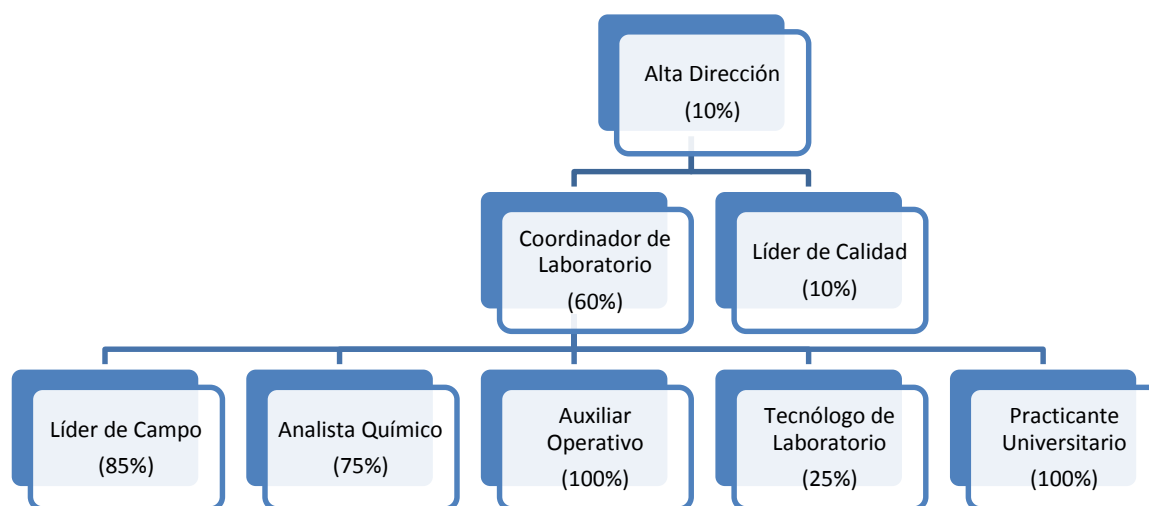 Alta Dirección
(10%)
Coordinador de
Laboratorio
(60%)
Líder de Calidad
(10%)
Líder de Campo
(85%)
Analista Químico
(75%)
Auxiliar
Operativo
(100%)
Tecnólogo de
Laboratorio
(25%)
Practicante
Universitario
(100%)